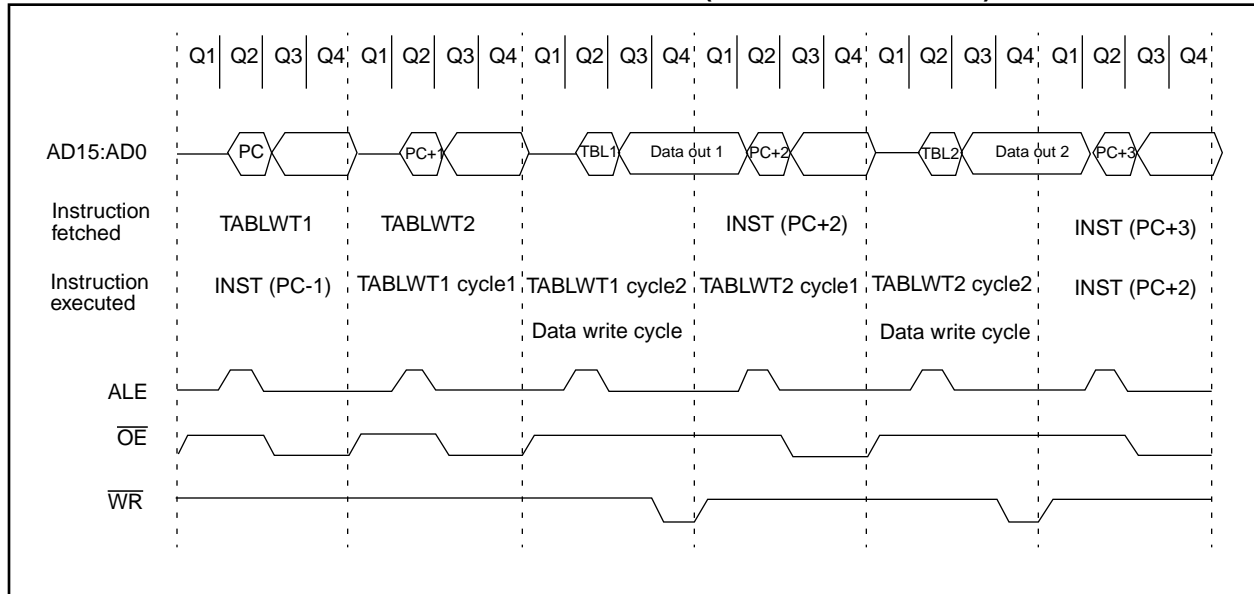 Q1 Q2 Q3 Q4 Q1 Q2 Q3 Q4 Q1 Q2 Q3 Q4 Q1 Q2 Q3 Q4 Q1 Q2 Q3 Q4 Q1 Q2 Q3 Q4
AD15:AD0 PC PC+1 TBL1 Data out 1 PC+2 TBL2 Data out 2 PC+3
Instruction
fetched
TABLWT1 TABLWT2 INST (PC+2) INST (PC+3)
Instruction
executed
INST (PC-1) TABLWT1 cycle1 TABLWT1 cycle2 TABLWT2 cycle1 TABLWT2 cycle2 INST (PC+2)
Data write cycle Data write cycle
ALE
OE
WR